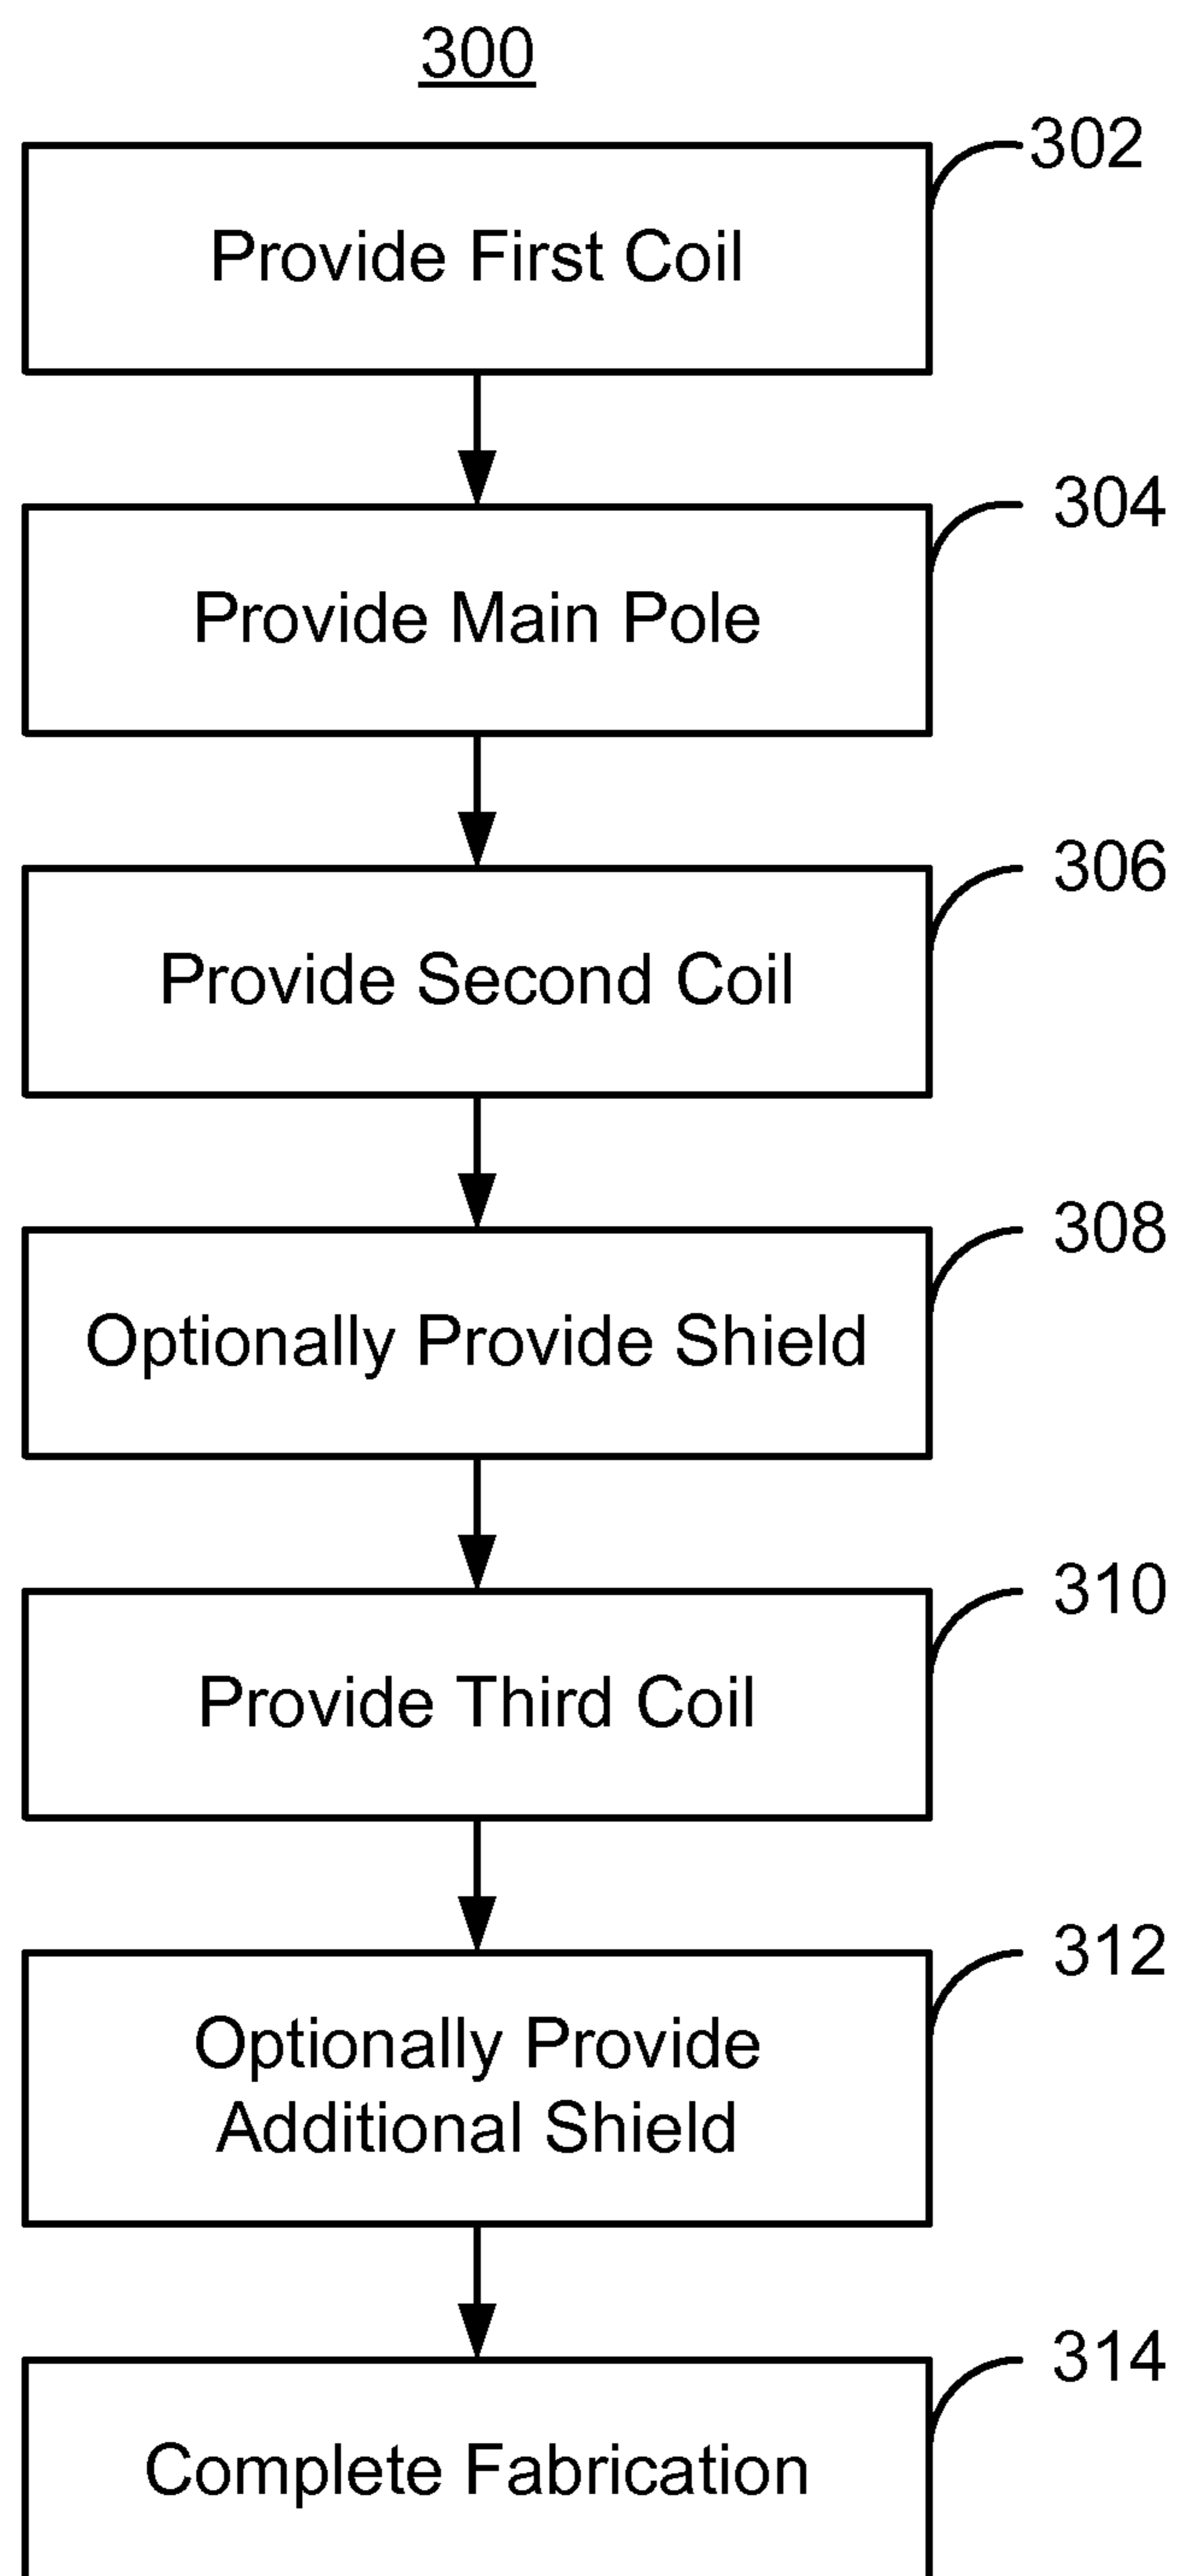 300
302
Provide First Coil
304
Provide Main Pole
306
Provide Second Coil
308
Optionally Provide Shield
310
Provide Third Coil
312
Optionally Provide
Additional Shield
314
Complete Fabrication